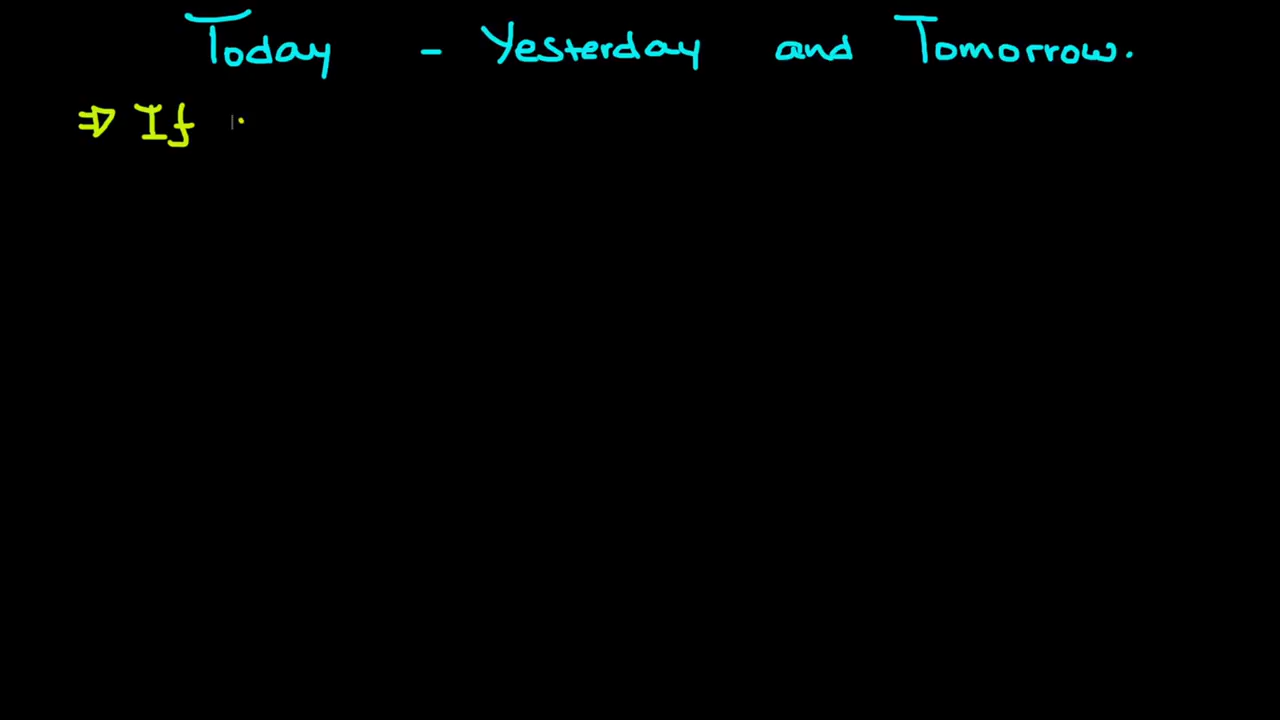 Today - Yesterday and Tomorrow.
⇒ If